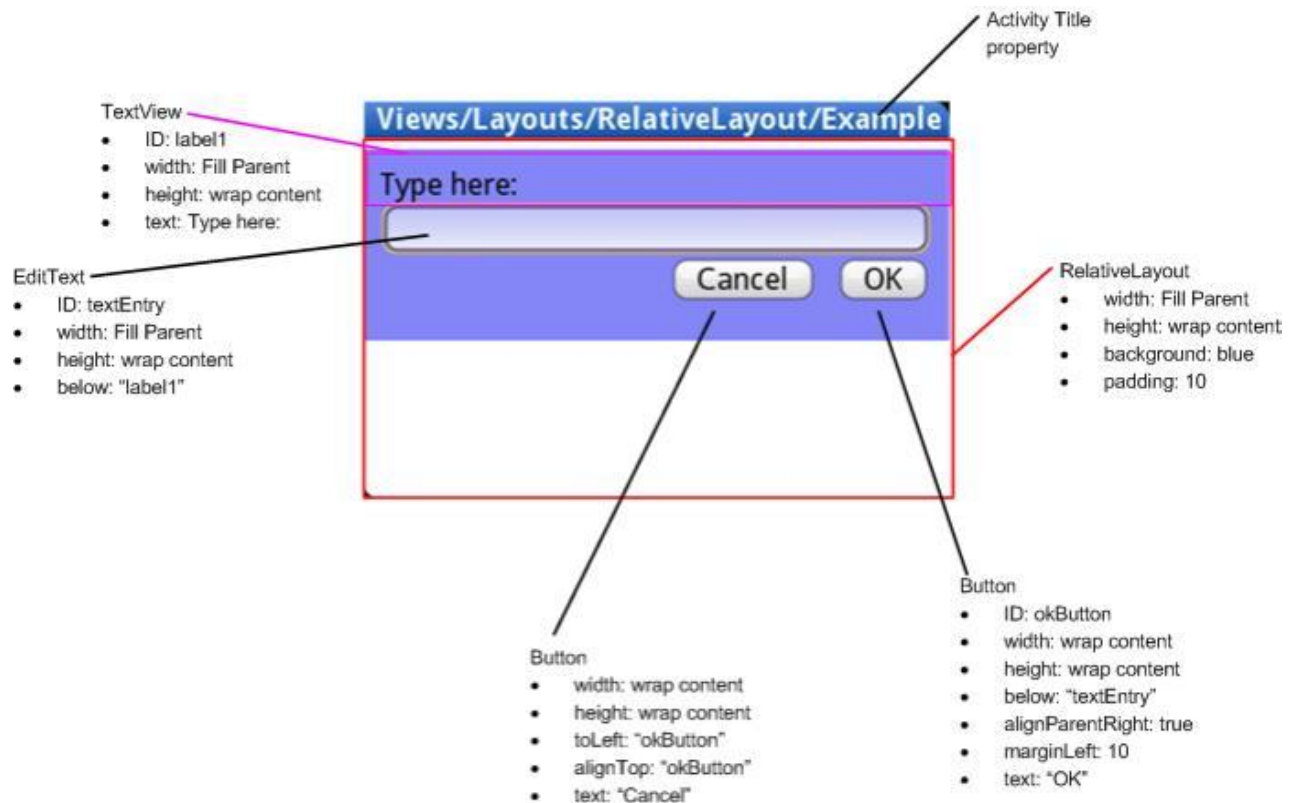 Activity Title
property
TextView
• ID: label1
• width: Fill Parent
• height: wrap content
• text: Type here:
Views/Layouts/RelativeLayout/Example
Type here:
Cancel
OK
EditText
• ID: textEntry
• width: Fill Parent
• height: wrap content
• below: “label1”
RelativeLayout
• width: Fill Parent
• height: wrap content
• background: blue
• padding: 10
Button
• width: wrap content
• height: wrap content
• toLeft: “okButton”
• alignTop: “okButton”
• text: “Cancel”
Button
• ID: okButton
• width: wrap content
• height: wrap content
• below: “textEntry”
• alignParentRight: true
• marginLeft: 10
• text: “OK”